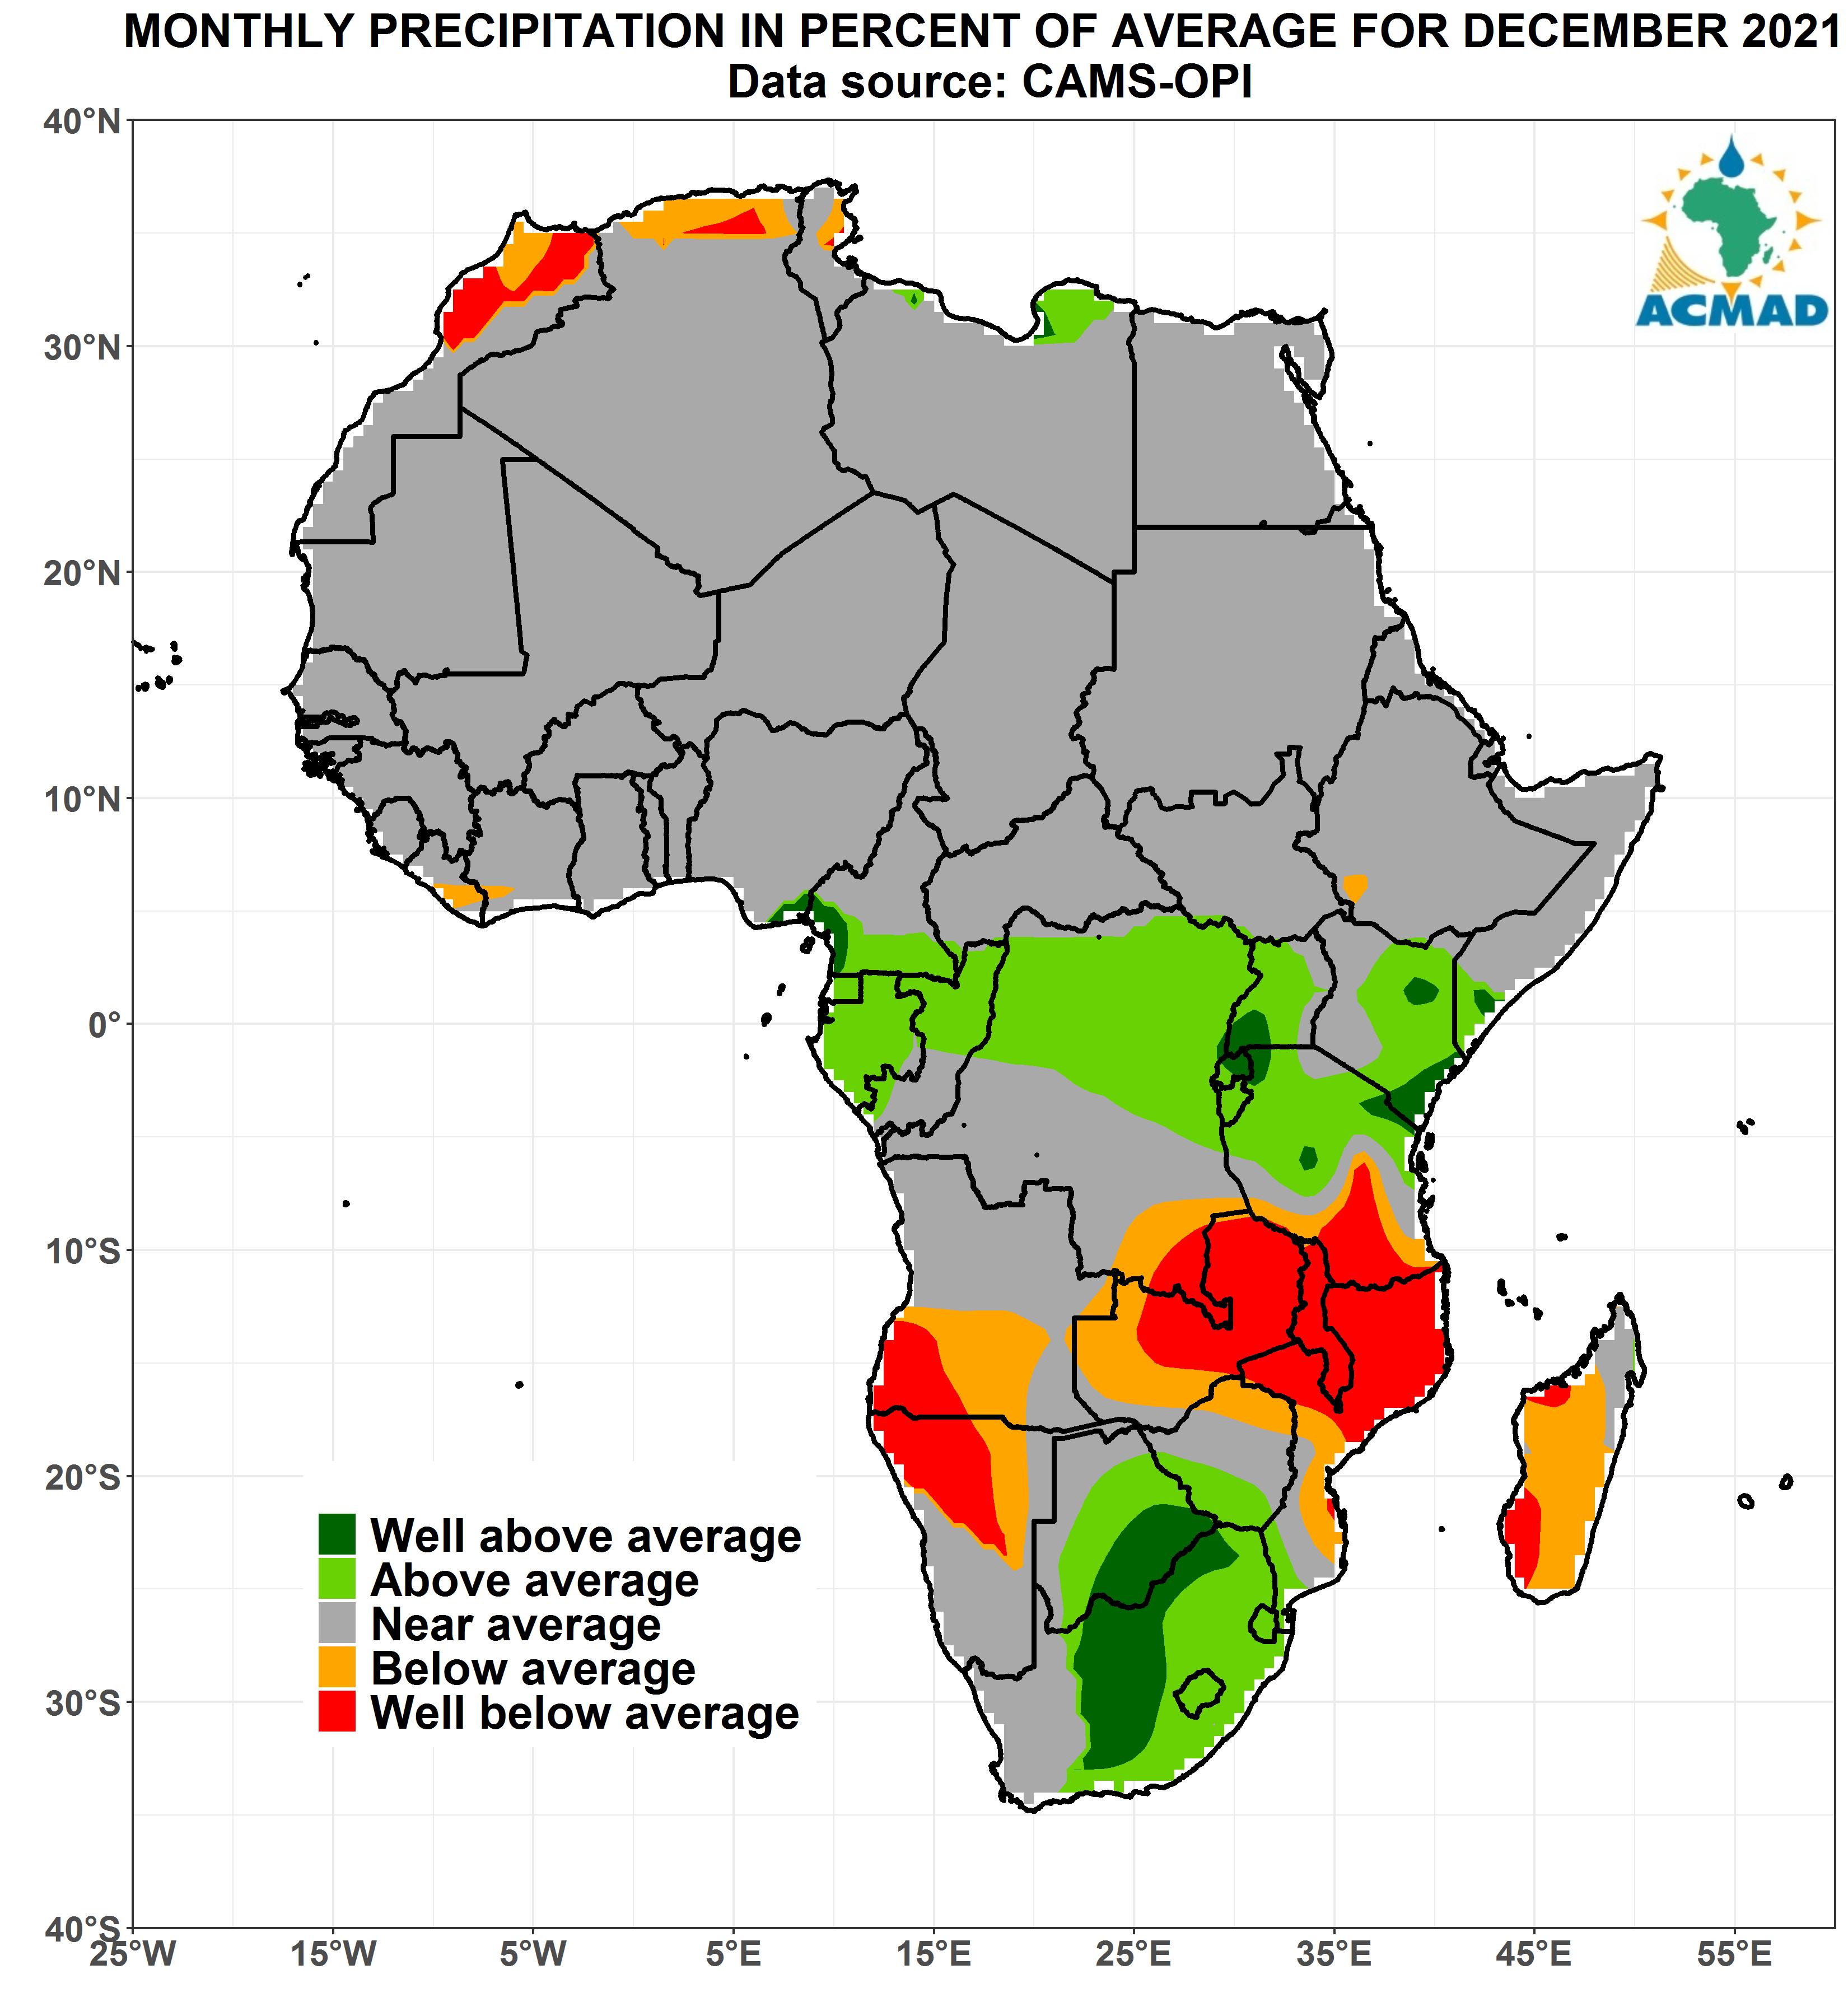 MONTHLY PRECIPITATION IN PERCENT OF AVERAGE FOR DECEMBER 2021
Data source: CAMS-OPI
ACMAD
40°N
30°N
20°N
10°N
0°
10°S
20°S
30°S
40°S
Well above average
Above average
Near average
Below average
Well below average
25°W 15°W 5°W 5°E 15°E 25°E 35°E 45°E 55°E